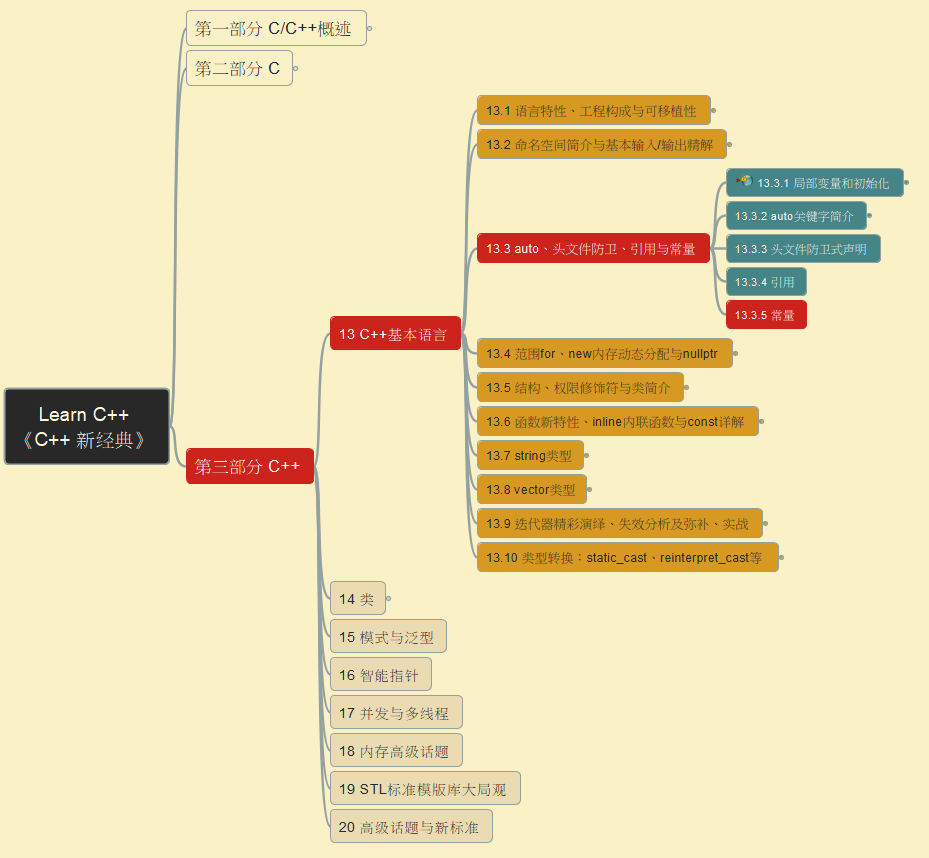 Learn C++
《C++ 新经典》
第一部分 C/C++概述
第二部分 C
第三部分 C++
13 C++基本语言
13.1 语言特性、工程构成与可移植性
13.2 命名空间简介与基本输入/输出精解
13.3 auto、头文件防卫、引用与常量
13.3.1 局部变量和初始化
13.3.2 auto关键字简介
13.3.3 头文件防卫式声明
13.3.4 引用
13.3.5 常量
13.4 范围for、new内存动态分配与nullptr
13.5 结构、权限修饰符与类简介
13.6 函数新特性、inline内联函数与const详解
13.7 string类型
13.8 vector类型
13.9 迭代器精彩演绎、失效分析及弥补、实战
13.10 类型转换：static_cast、reinterpret_cast等
14 类
15 模式与泛型
16 智能指针
17 并发与多线程
18 内存高级话题
19 STL标准模版库大局观
20 高级话题与新标准